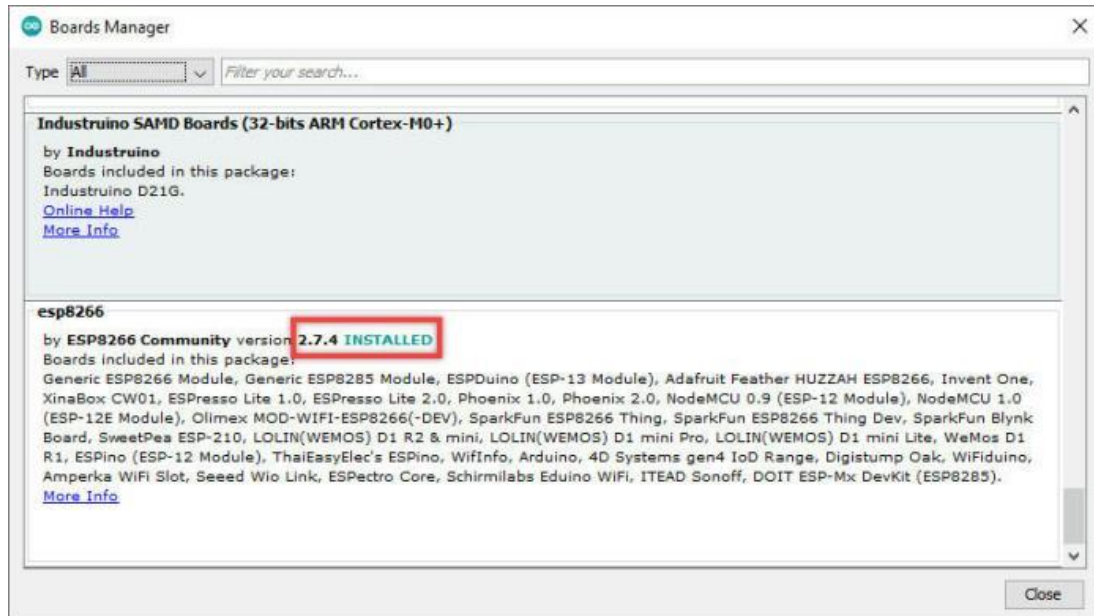 Boards Manager
Type All Filter your search...
Industruino SAMD Boards (32-bits ARM Cortex-M0+)
by Industruino
Boards included in this package:
Industruino D21G.
Online Help
More Info
esp8266
by ESP8266 Community version 2.7.4 INSTALLED
Boards included in this package:
Generic ESP8266 Module, Generic ESP8285 Module, ESPDuino (ESP-13 Module), Adafruit Feather HUZZAH ESP8266, Invent One,
XinaBox CW01, ESPresso Lite 1.0, ESPresso Lite 2.0, Phoenix 1.0, Phoenix 2.0, NodeMCU 0.9 (ESP-12 Module), NodeMCU 1.0
(ESP-12E Module), Olimex MOD-WIFI-ESP8266(-DEV), SparkFun ESP8266 Thing, SparkFun ESP8266 Thing Dev, SparkFun Blynk
Board, SweetPea ESP-210, LOLIN(WEMOS) D1 R2 & mini, LOLIN(WEMOS) D1 mini Pro, LOLIN(WEMOS) D1 mini Lite, WeMos D1
R1, ESPino (ESP-12 Module), ThaiEasyElec's ESPino, WifInfo, Arduino, 4D Systems gen4 IoD Range, Digistump Oak, WiFiduino,
Amperka WiFi Slot, Seeed Wio Link, ESPectro Core, Schirmilabs Eduino WiFi, ITEAD Sonoff, DOIT ESP-Mx DevKit (ESP8285).
More Info
Close